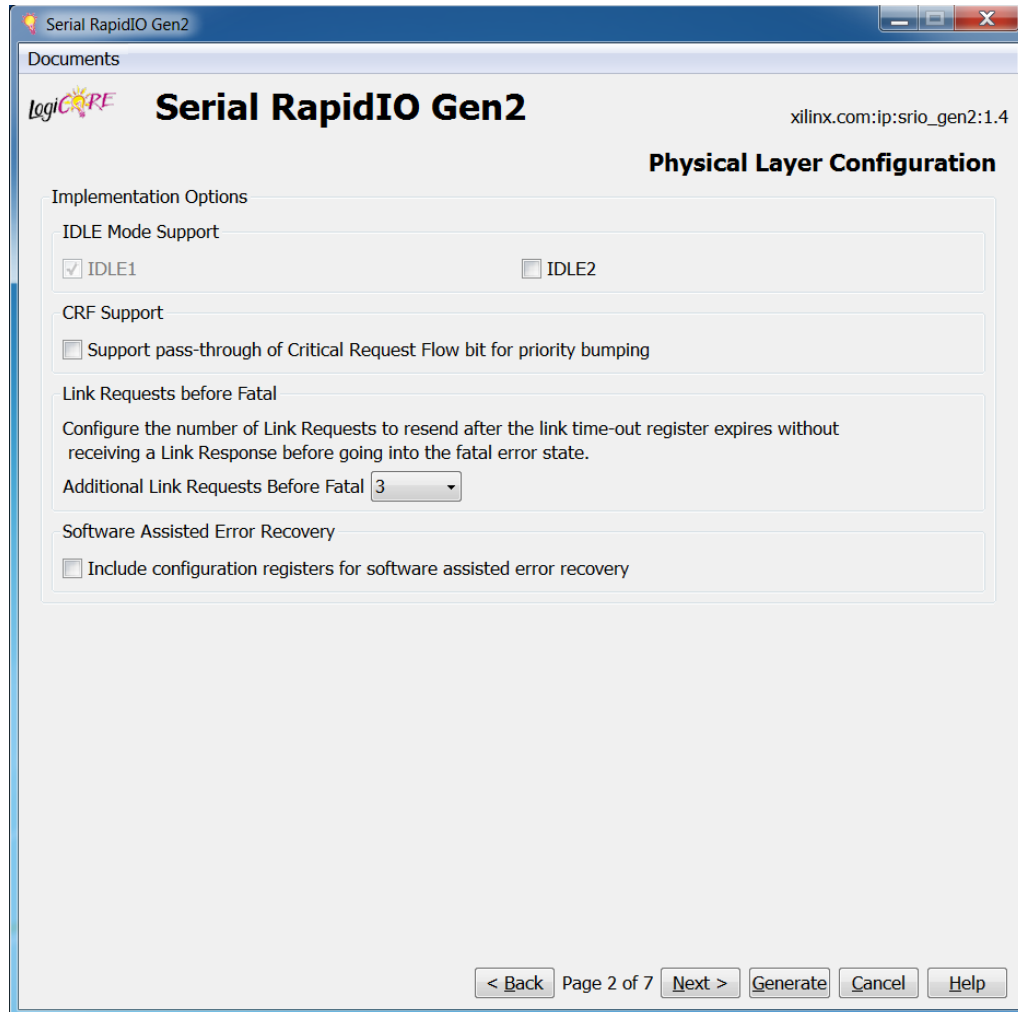 Serial RapidIO Gen2
Documents
LogiCORE
Serial RapidIO Gen2
xilinx.com:ip:srio_gen2:1.4
Physical Layer Configuration
Implementation Options
IDLE Mode Support
IDLE1
IDLE2
CRF Support
Support pass-through of Critical Request Flow bit for priority bumping
Link Requests before Fatal
Configure the number of Link Requests to resend after the link time-out register expires without
receiving a Link Response before going into the fatal error state.
Additional Link Requests Before Fatal 3
Software Assisted Error Recovery
Include configuration registers for software assisted error recovery
< Back Page 2 of 7 Next > Generate Cancel Help